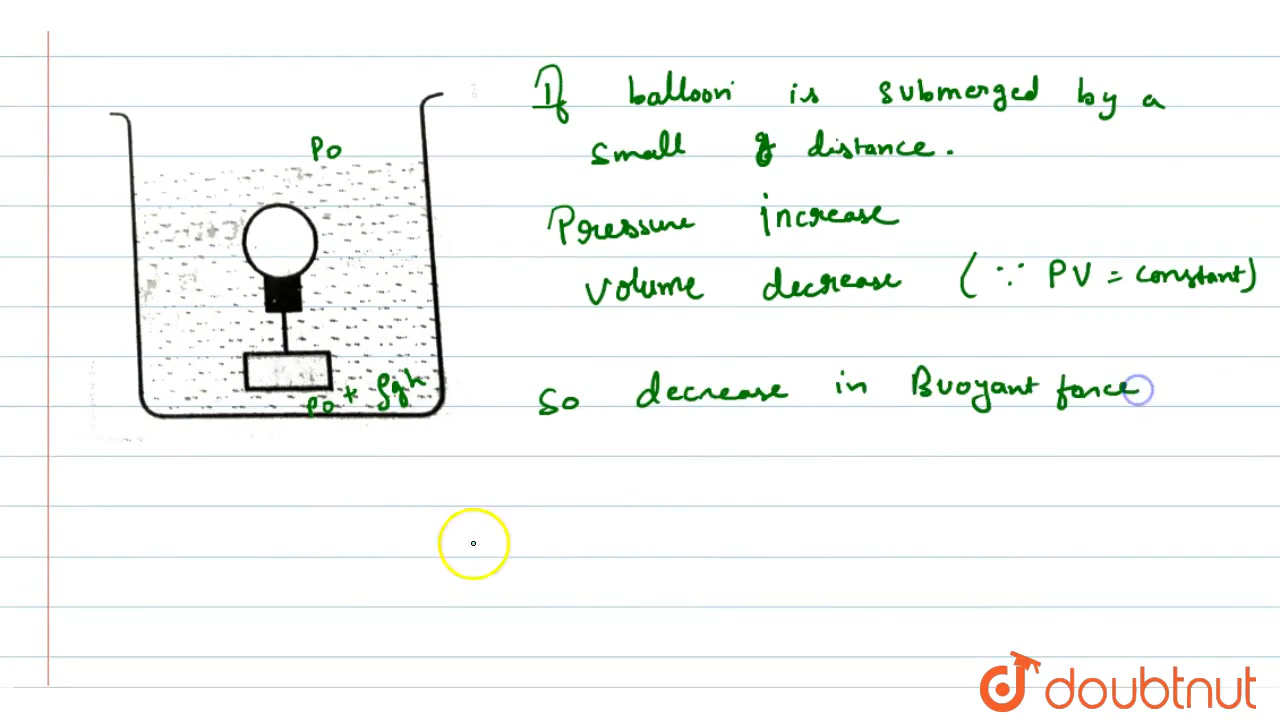 If balloon is submerged by a
small distance.
Pressure increase
volume decrease (∵ PV = constant)
So decrease in Buoyant force
Po
Po + ρgh
doubtnut